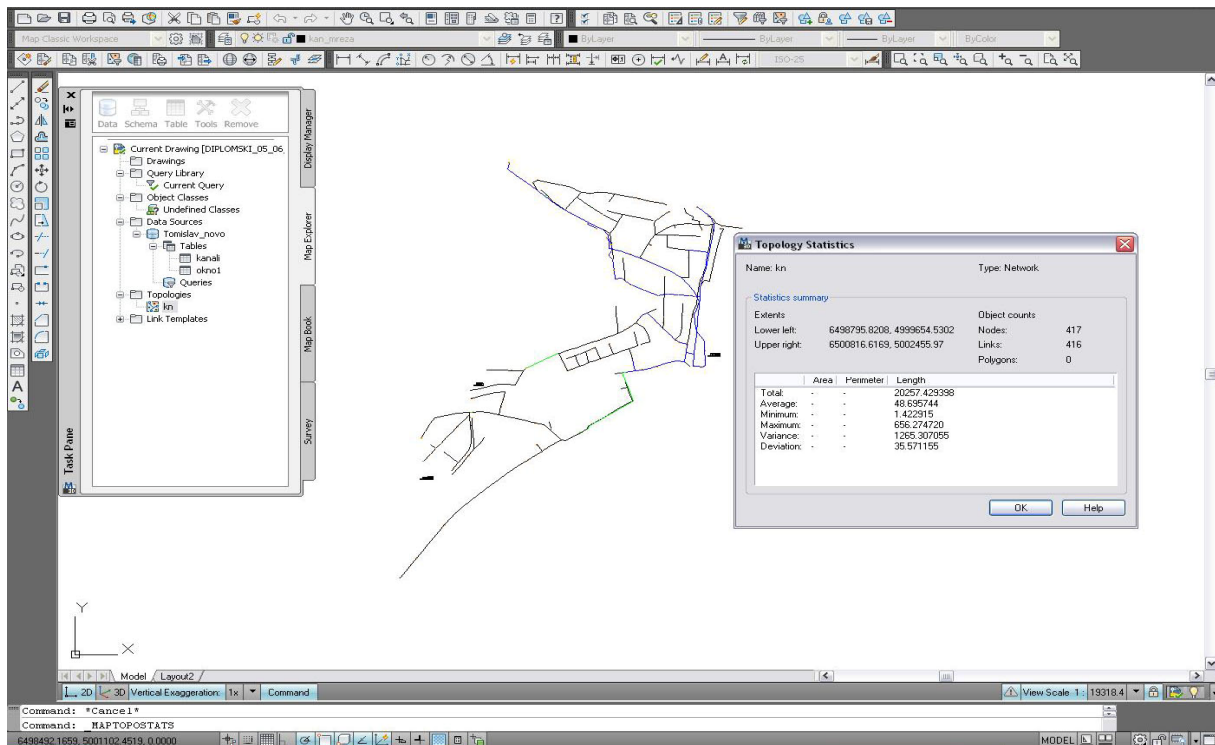 Map Classic Workspace
kan_mreza
ByLayer
ByLayer
ByLayer
ByColor
ISO-25
Data Schema Table Tools Remove
Current Drawing [DIPLOMSKI_05_06_
Drawings
Query Library
Current Query
Object Classes
Undefined Classes
Data Sources
Tomislav_novo
Tables
kanali
okno1
Queries
Topologies
kn
Link Templates
Display Manager
Map Explorer
Map Book
Survey
Task Pane
Topology Statistics
Name: kn
Type: Network
Statistics summary
Extents
Object counts
Lower left: 6498795.8208, 4999654.5302
Nodes: 417
Upper right: 6500816.6169, 5002455.97
Links: 416
Polygons: 0
Area Perimeter Length
Total: - - 20257.429398
Average: - - 48.695744
Minimum: - - 1.422915
Maximum: - - 656.274720
Variance: - - 1265.307055
Deviation: - - 35.571155
OK
Help
Y
X
Model Layout2
2D 3D Vertical Exaggeration: 1x Command
View Scale 1 : 19318.4
Command: *Cancel*
Command: _MAPTOPOSTATS
6498492.1659, 5001102.4519, 0.0000
MODEL